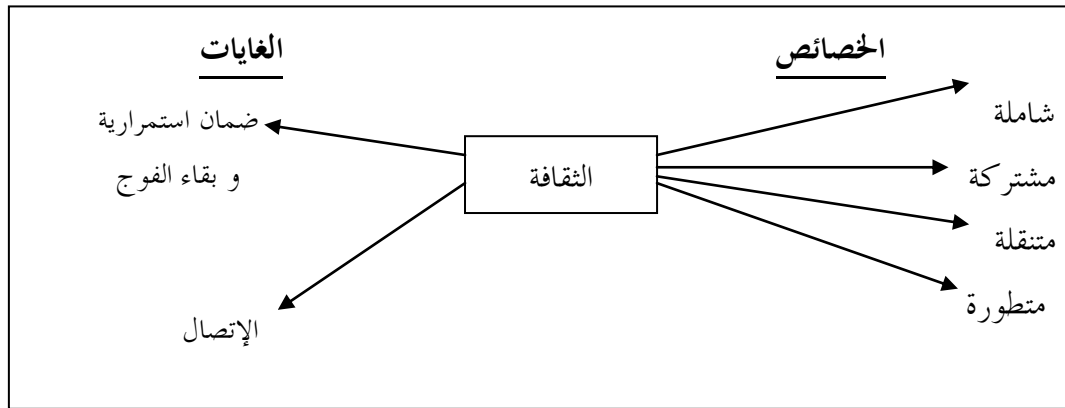 الخصائص
شاملة
مشتركة
متنقلة
متطورة
الثقافة
الغايات
ضمان استمرارية
و بقاء الفوج
الإتصال